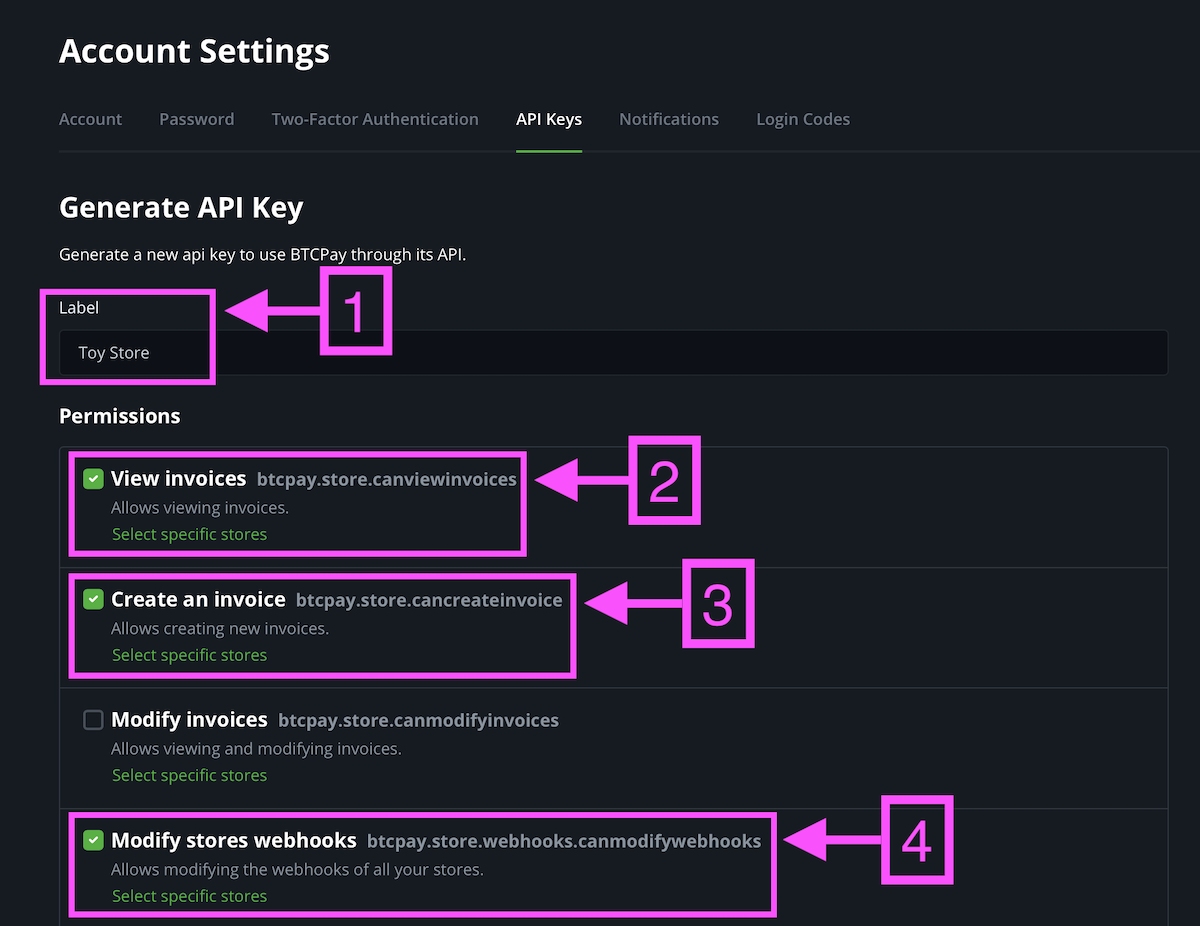 Account Settings
Account Password Two-Factor Authentication API Keys Notifications Login Codes
Generate API Key
Generate a new api key to use BTCPay through its API.
Label
1
Toy Store
Permissions
View invoices btcpay.store.canviewinvoices
2
Allows viewing invoices.
Select specific stores
Create an invoice btcpay.store.cancreateinvoice
3
Allows creating new invoices.
Select specific stores
Modify invoices btcpay.store.canmodifyinvoices
Allows viewing and modifying invoices.
Select specific stores
Modify stores webhooks btcpay.store.webhooks.canmodifywebhooks
4
Allows modifying the webhooks of all your stores.
Select specific stores